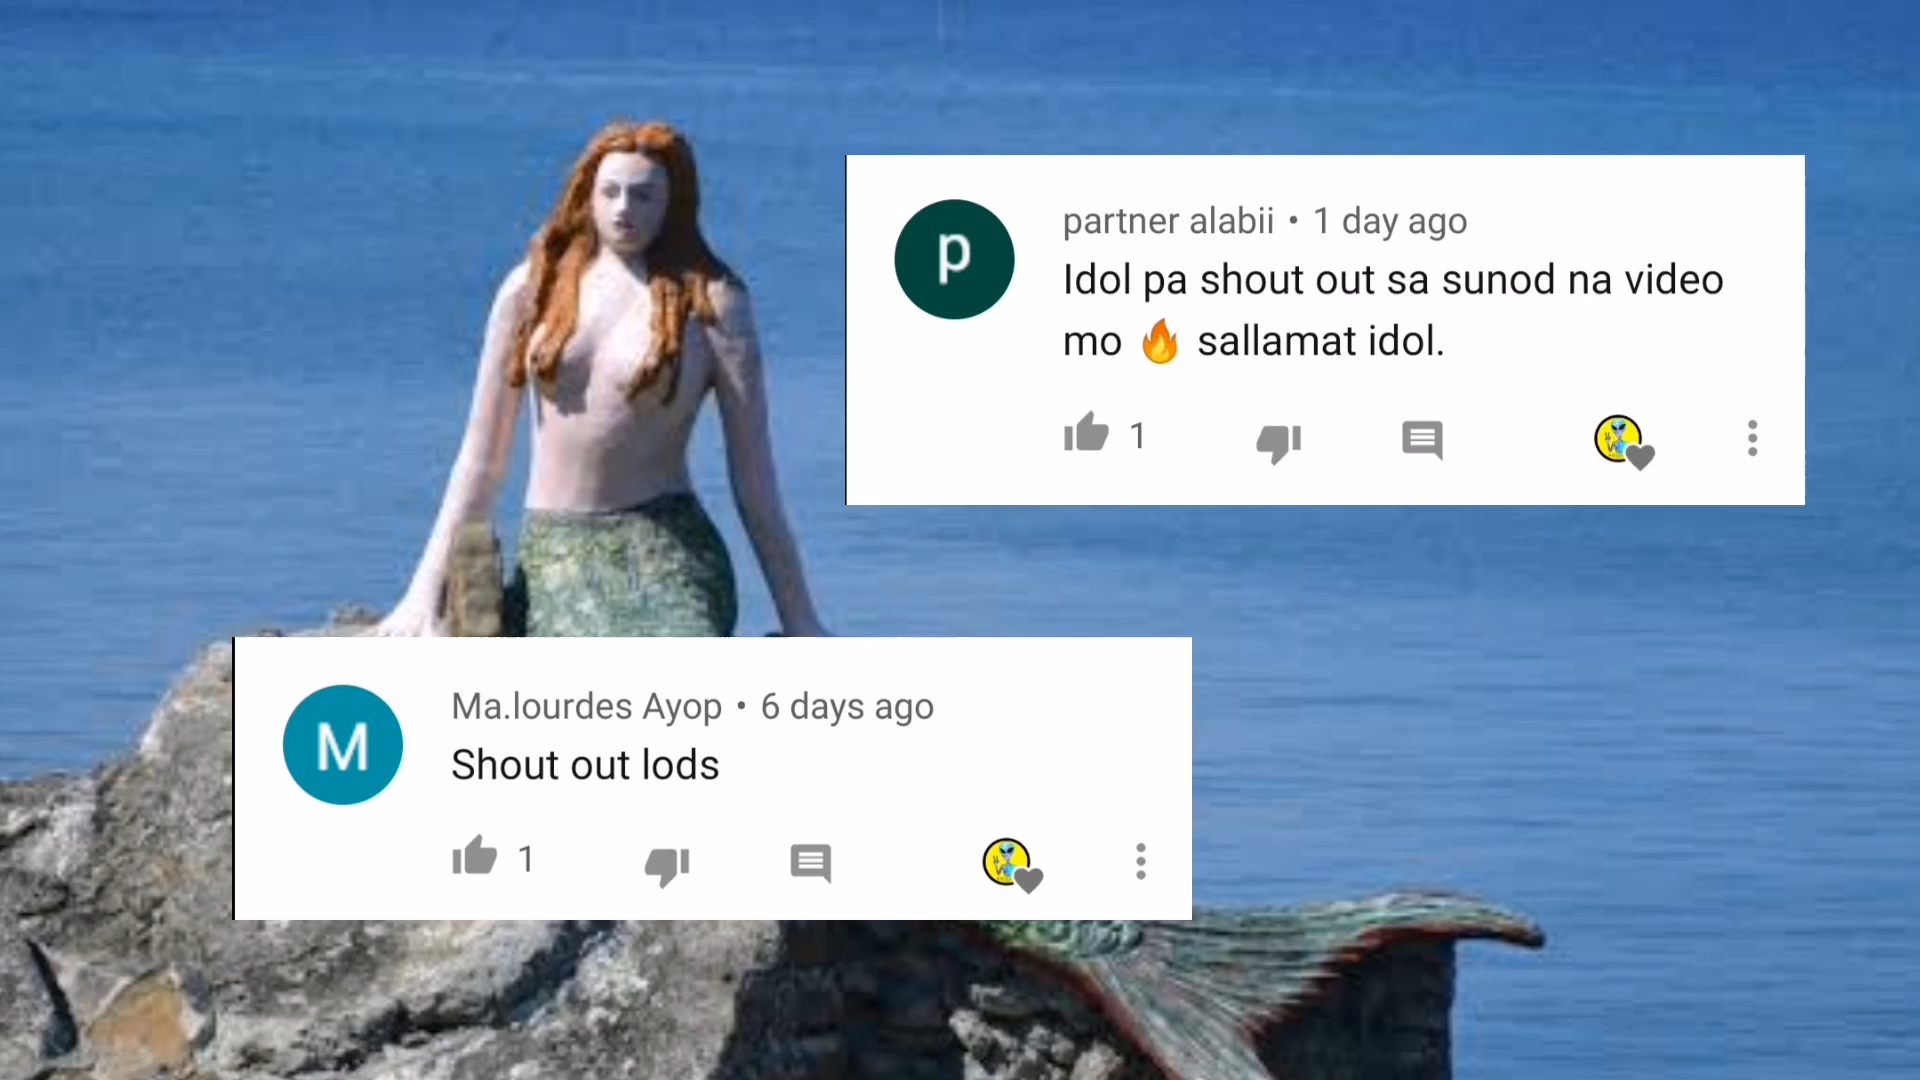 p
partner alabii • 1 day ago
Idol pa shout out sa sunod na video
mo 🔥 sallamat idol.
1
M
Ma.lourdes Ayop • 6 days ago
Shout out lods
1